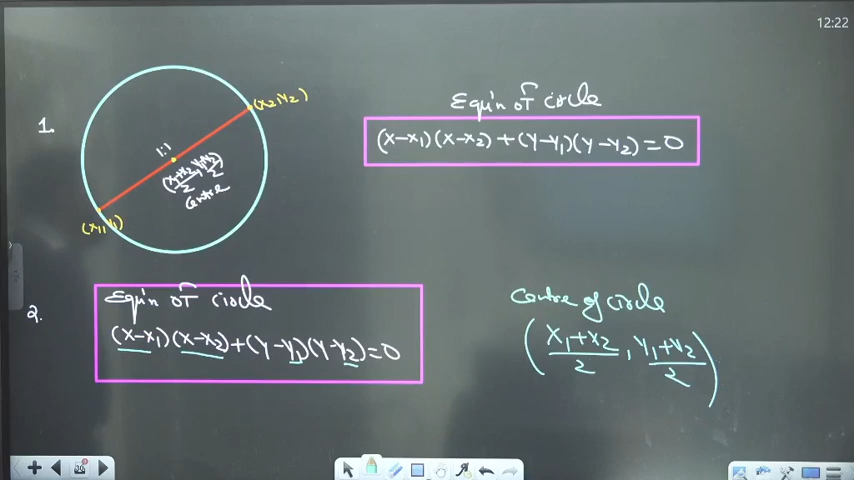 12:22
1.
(x2,y2)
1:1
(x1+x2/2, y1+y2/2)
Centre
(x1,y1)
Equ'n of circle
(x-x1)(x-x2)+(y-y1)(y-y2)=0
2.
Equ'n of circle
(x-x1)(x-x2)+(y-y1)(y-y2)=0
Centre of circle
(x1+x2/2, y1+y2/2)